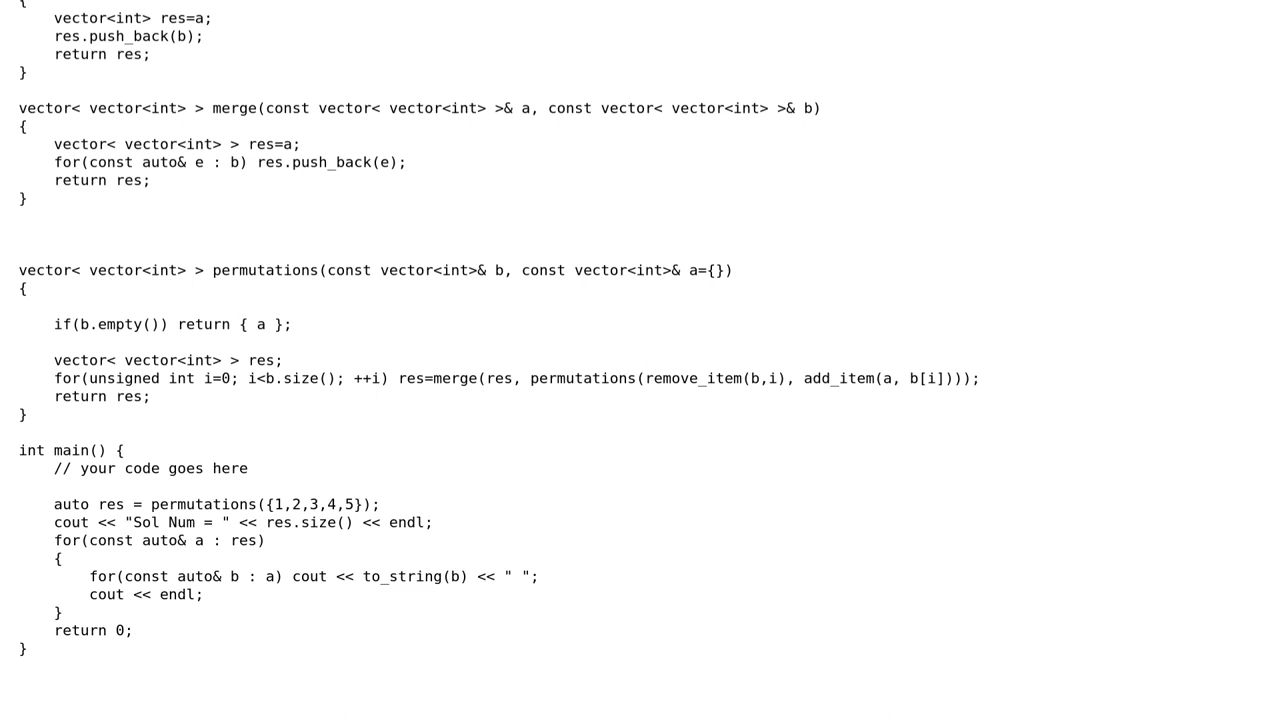 {
    vector<int> res=a;
    res.push_back(b);
    return res;
}

vector< vector<int> > merge(const vector< vector<int> >& a, const vector< vector<int> >& b)
{
    vector< vector<int> > res=a;
    for(const auto& e : b) res.push_back(e);
    return res;
}

vector< vector<int> > permutations(const vector<int>& b, const vector<int>& a={})
{

    if(b.empty()) return { a };

    vector< vector<int> > res;
    for(unsigned int i=0; i<b.size(); ++i) res=merge(res, permutations(remove_item(b,i), add_item(a, b[i])));
    return res;
}

int main() {
    // your code goes here

    auto res = permutations({1,2,3,4,5});
    cout << "Sol Num = " << res.size() << endl;
    for(const auto& a : res)
    {
        for(const auto& b : a) cout << to_string(b) << " ";
        cout << endl;
    }
    return 0;
}